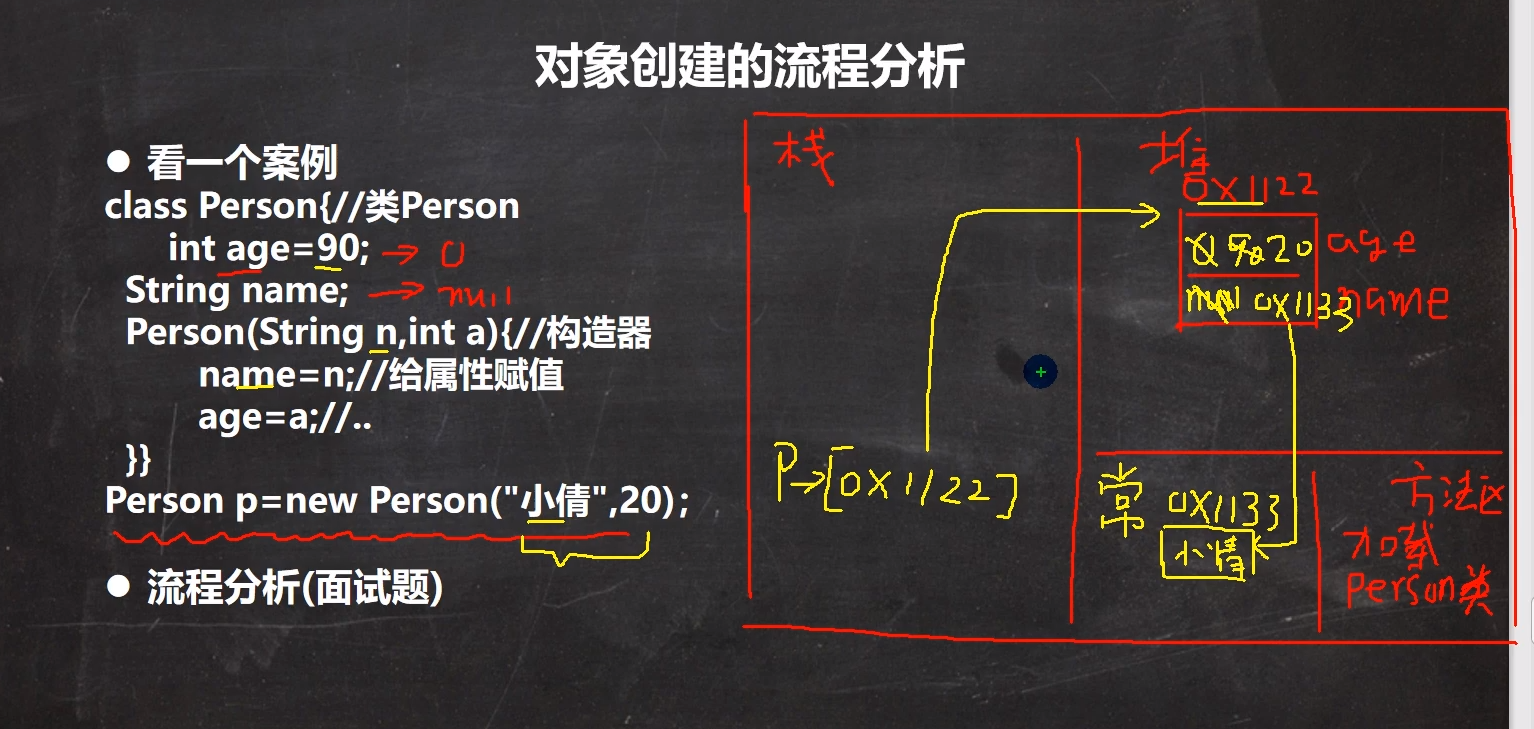 对象创建的流程分析
● 看一个案例
class Person{//类Person
int age=90; → 0
String name; → null
Person(String n,int a){//构造器
name=n;//给属性赋值
age=a;//..
}}
Person p=new Person("小倩",20);
● 流程分析(面试题)
栈
P→[0X1122]
堆
0X1122
0 90 20 age
null 0X1133 name
常 0X1133
小情
方法区
加载
Person类